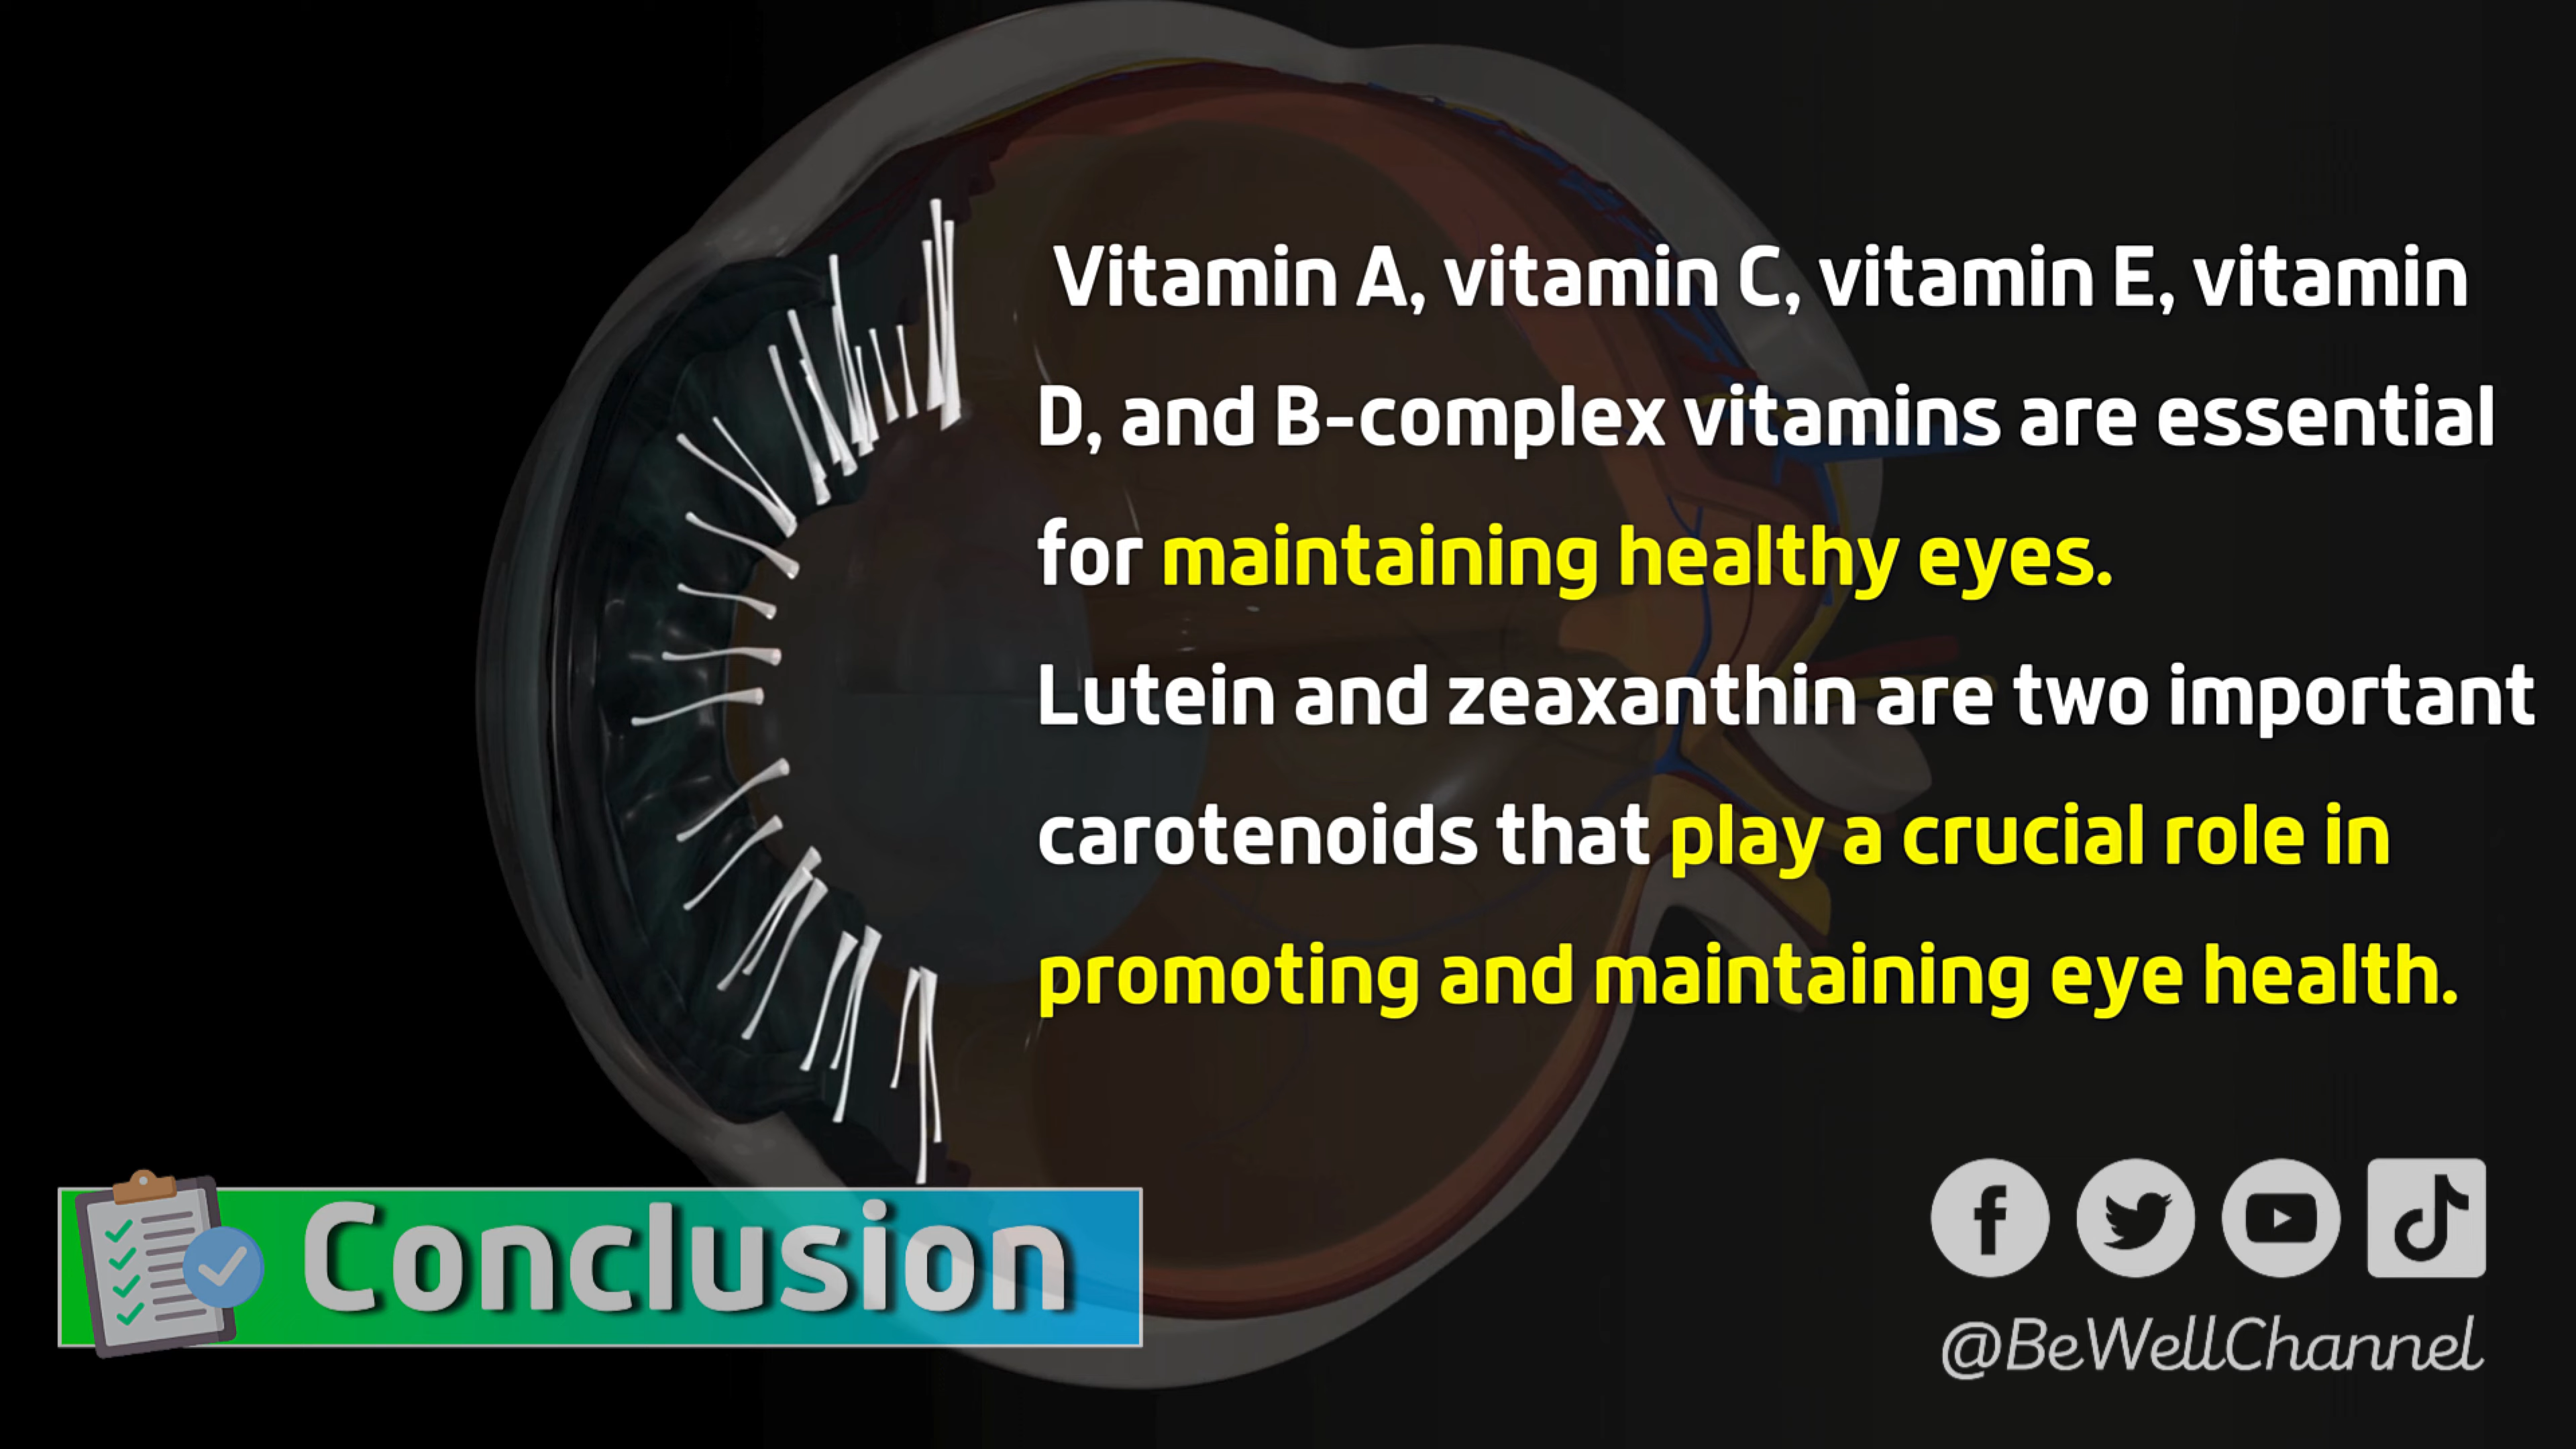 Vitamin A, vitamin C, vitamin E, vitamin
D, and B-complex vitamins are essential
for maintaining healthy eyes.
Lutein and zeaxanthin are two important
carotenoids that play a crucial role in
promoting and maintaining eye health.
Conclusion
@BeWellChannel